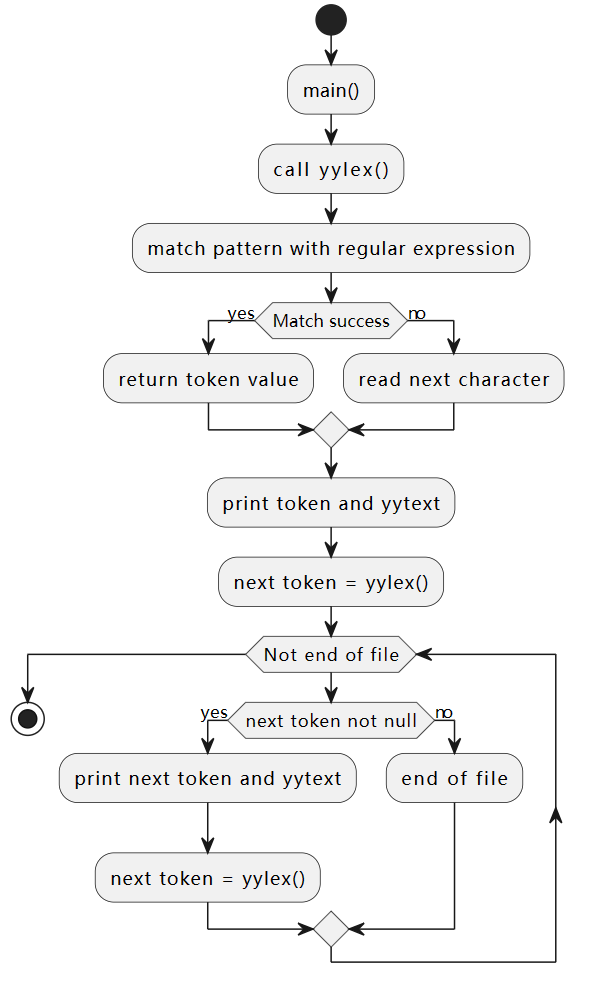 main()
call yylex()
match pattern with regular expression
yes
Match success
no
return token value
read next character
print token and yytext
next token = yylex()
Not end of file
yes
next token not null
no
print next token and yytext
end of file
next token = yylex()